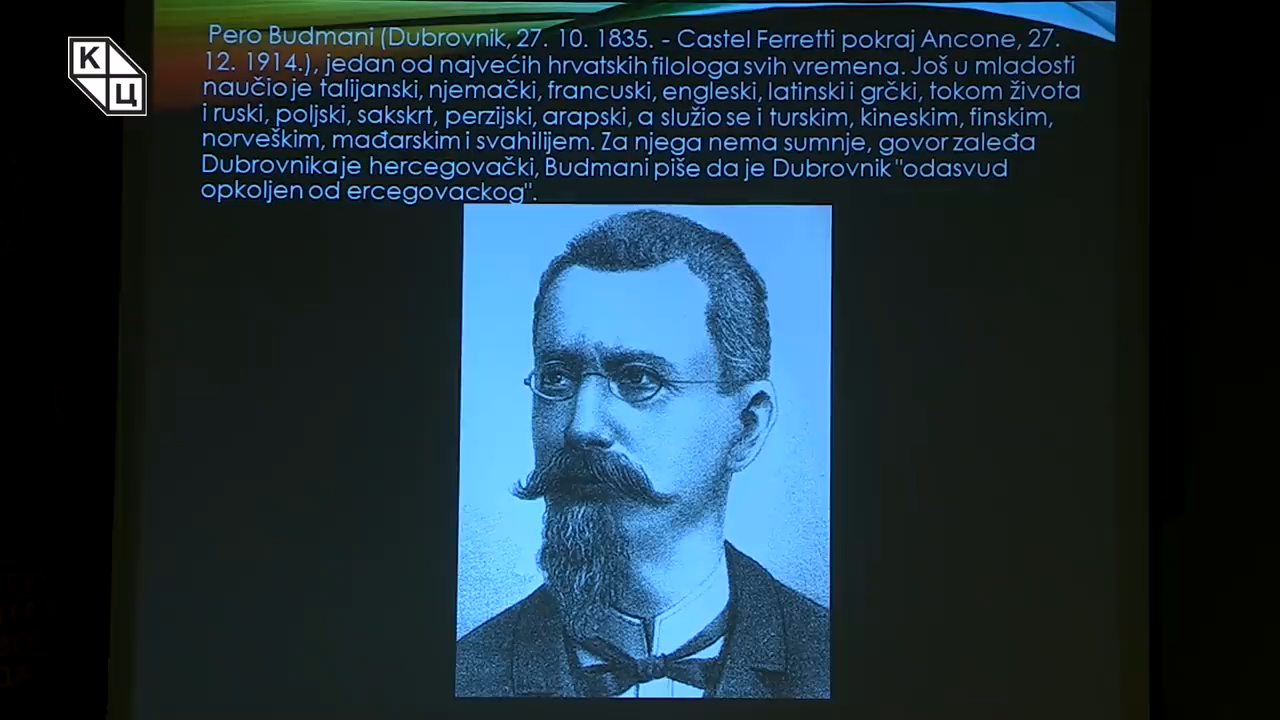 К
Ц
Pero Budmani (Dubrovnik, 27. 10. 1835. - Castel Ferretti pokraj Ancone, 27.
12. 1914.), jedan od najvećih hrvatskih filologa svih vremena. Još u mladosti
naučio je talijanski, njemački, francuski, engleski, latinski i grčki, tokom života
i ruski, poljski, sakskrt, perzijski, arapski, a služio se i turskim, kineskim, finskim,
norveškim, mađarskim i svahilijem. Za njega nema sumnje, govor zaleđa
Dubrovnika je hercegovački, Budmani piše da je Dubrovnik "odasvud
opkoljen od ercegovackog".